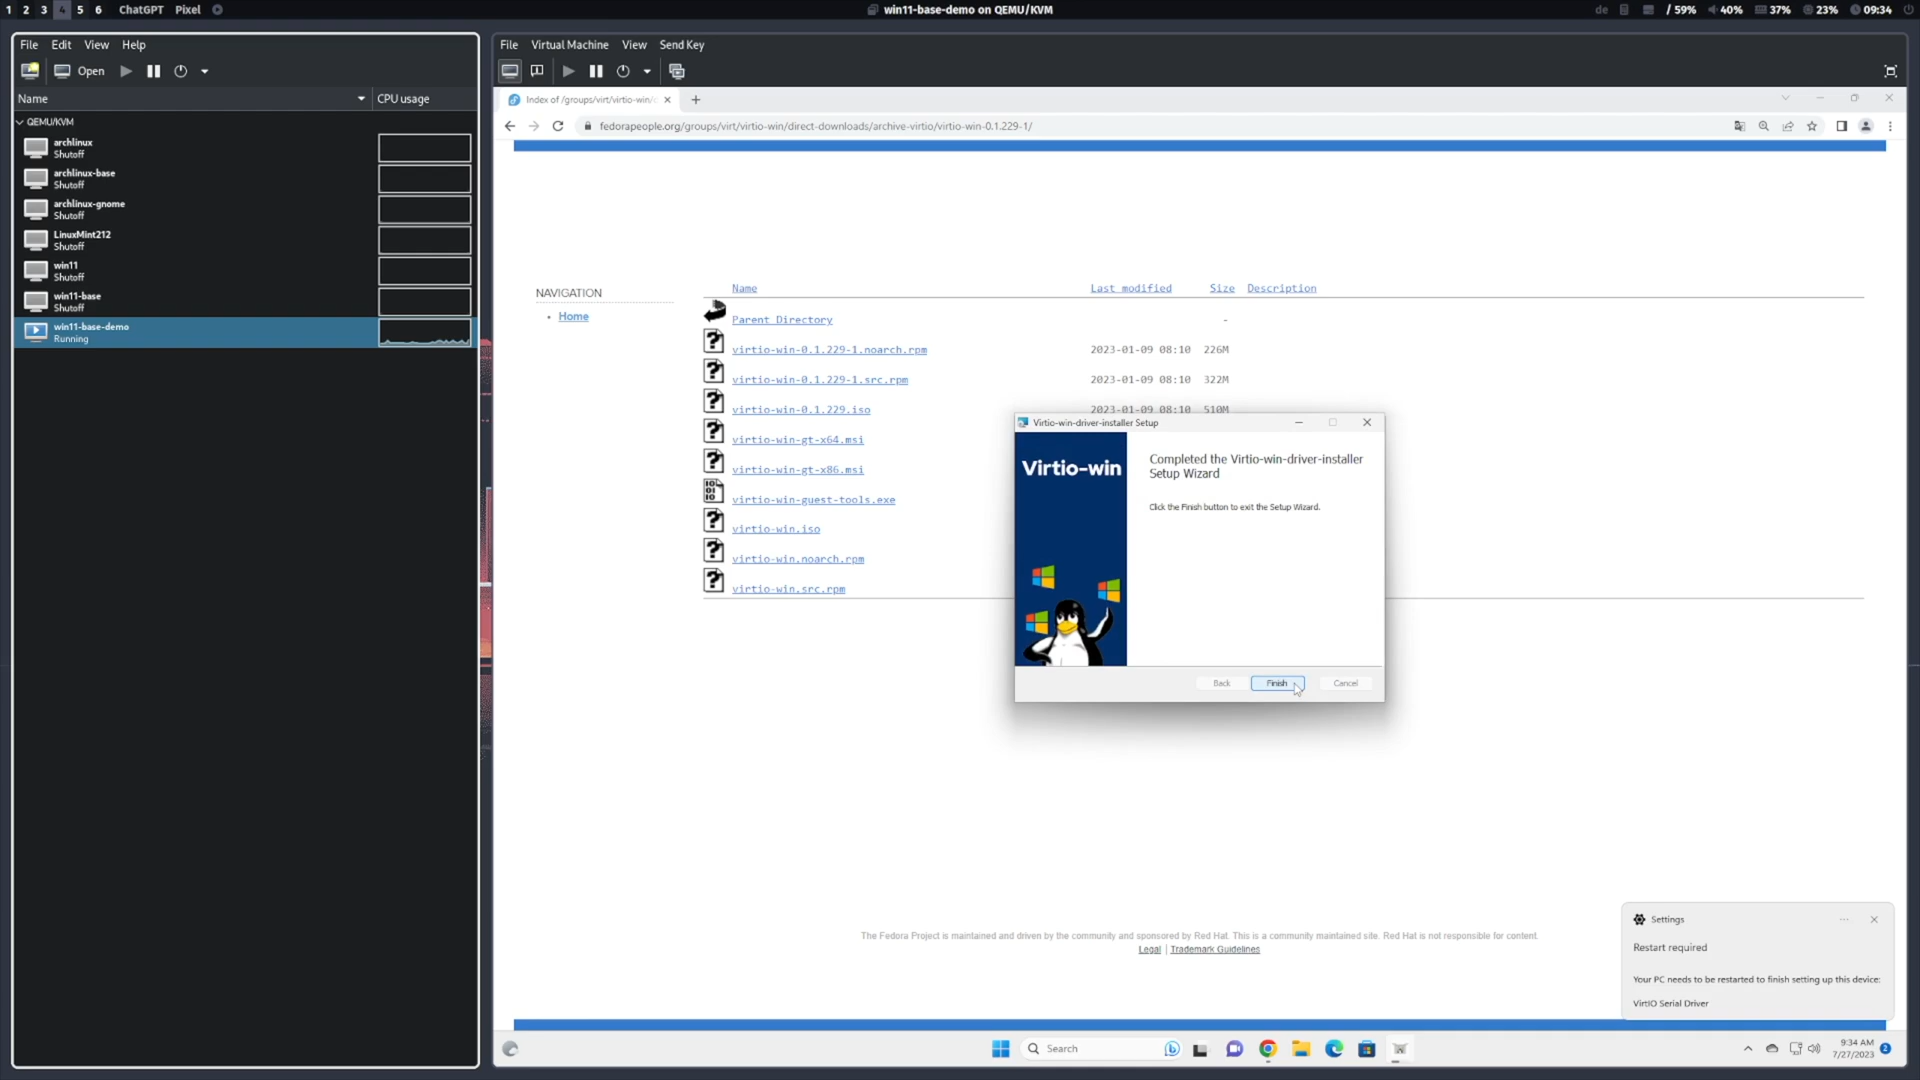 1 2 3 4 5 6 ChatGPT Pixel
win11-base-demo on QEMU/KVM
de / 59% 40% 37% 23% 09:34
File Edit View Help
Open
Name CPU usage
QEMU/KVM
archlinux
Shutoff
archlinux-base
Shutoff
archlinux-gnome
Shutoff
LinuxMint212
Shutoff
win11
Shutoff
win11-base
Shutoff
win11-base-demo
Running
File Virtual Machine View Send Key
Index of /groups/virt/virtio-win/
fedorapeople.org/groups/virt/virtio-win/direct-downloads/archive-virtio/virtio-win-0.1.229-1/
NAVIGATION
Home
Name Last modified Size Description
Parent Directory -
virtio-win-0.1.229-1.noarch.rpm 2023-01-09 08:10 226M
virtio-win-0.1.229-1.src.rpm 2023-01-09 08:10 322M
virtio-win-0.1.229.iso 2023-01-09 08:10 510M
virtio-win-gt-x64.msi
virtio-win-gt-x86.msi
virtio-win-guest-tools.exe
virtio-win.iso
virtio-win.noarch.rpm
virtio-win.src.rpm
Virtio-win-driver-installer Setup
Virtio-win
Completed the Virtio-win-driver-installer
Setup Wizard
Click the Finish button to exit the Setup Wizard.
Back Finish Cancel
The Fedora Project is maintained and driven by the community and sponsored by Red Hat. This is a community maintained site. Red Hat is not responsible for content.
Legal | Trademark Guidelines
Settings
Restart required
Your PC needs to be restarted to finish setting up this device:
VirtIO Serial Driver
Search
9:34 AM
7/27/2023
2